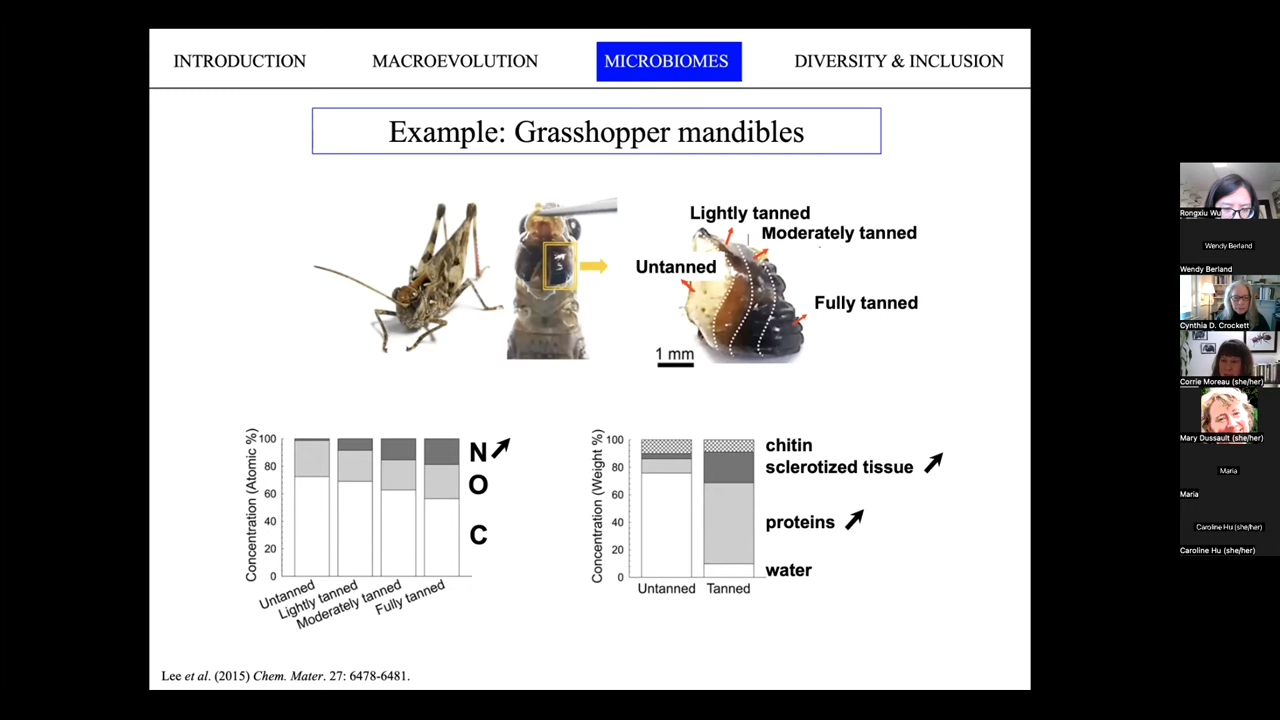 INTRODUCTION
MACROEVOLUTION
MICROBIOMES
DIVERSITY & INCLUSION
Example: Grasshopper mandibles
Lightly tanned
Moderately tanned
Untanned
Fully tanned
1 mm
Concentration (Atomic %)
100
80
60
40
20
0
Untanned
Lightly tanned
Moderately tanned
Fully tanned
N
O
C
Concentration (Weight %)
100
80
60
40
20
0
Untanned
Tanned
chitin
sclerotized tissue
proteins
water
Lee et al. (2015) Chem. Mater. 27: 6478-6481.
Rongxiu Wu
Wendy Berland
Wendy Berland
Cynthia D. Crockett
Corrie Moreau (she/her)
Mary Dussault (she/her)
Maria
Maria
Caroline Hu (she/her)
Caroline Hu (she/her)